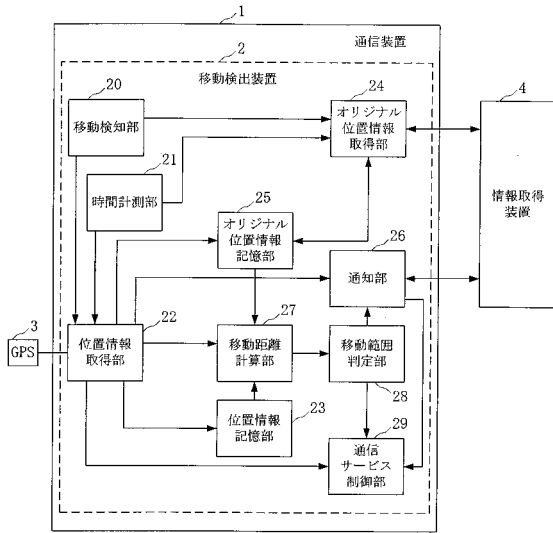 1
通信装置
2
移動検出装置
20
移動検知部
21
時間計測部
24
オリジナル
位置情報
取得部
4
情報取得
装置
25
オリジナル
位置情報
記憶部
26
通知部
3
GPS
22
位置情報
取得部
27
移動距離
計算部
移動範囲
判定部
28
23
位置情報
記憶部
29
通信
サービス
制御部